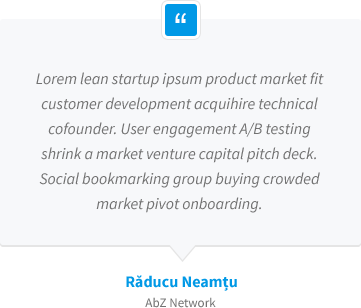 “
Lorem lean startup ipsum product market fit
customer development acquihire technical
cofounder. User engagement A/B testing
shrink a market venture capital pitch deck.
Social bookmarking group buying crowded
market pivot onboarding.
Răducu Neamțu
AbZ Network